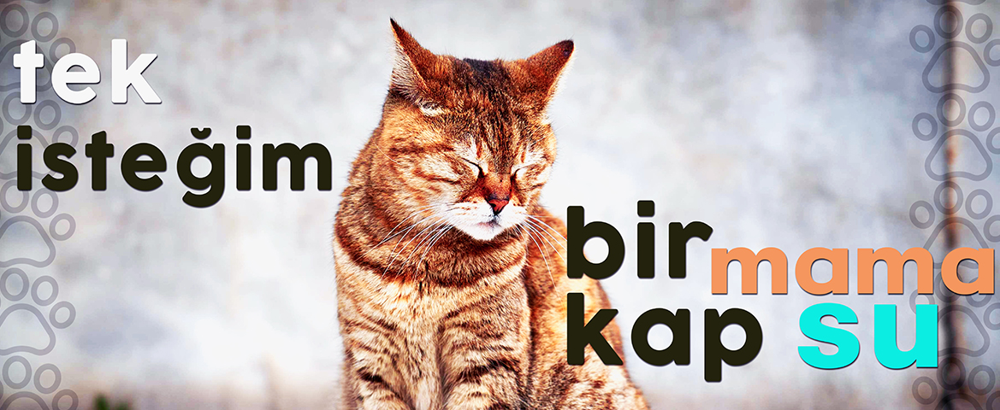 tek
isteğim
bir mama
kap su